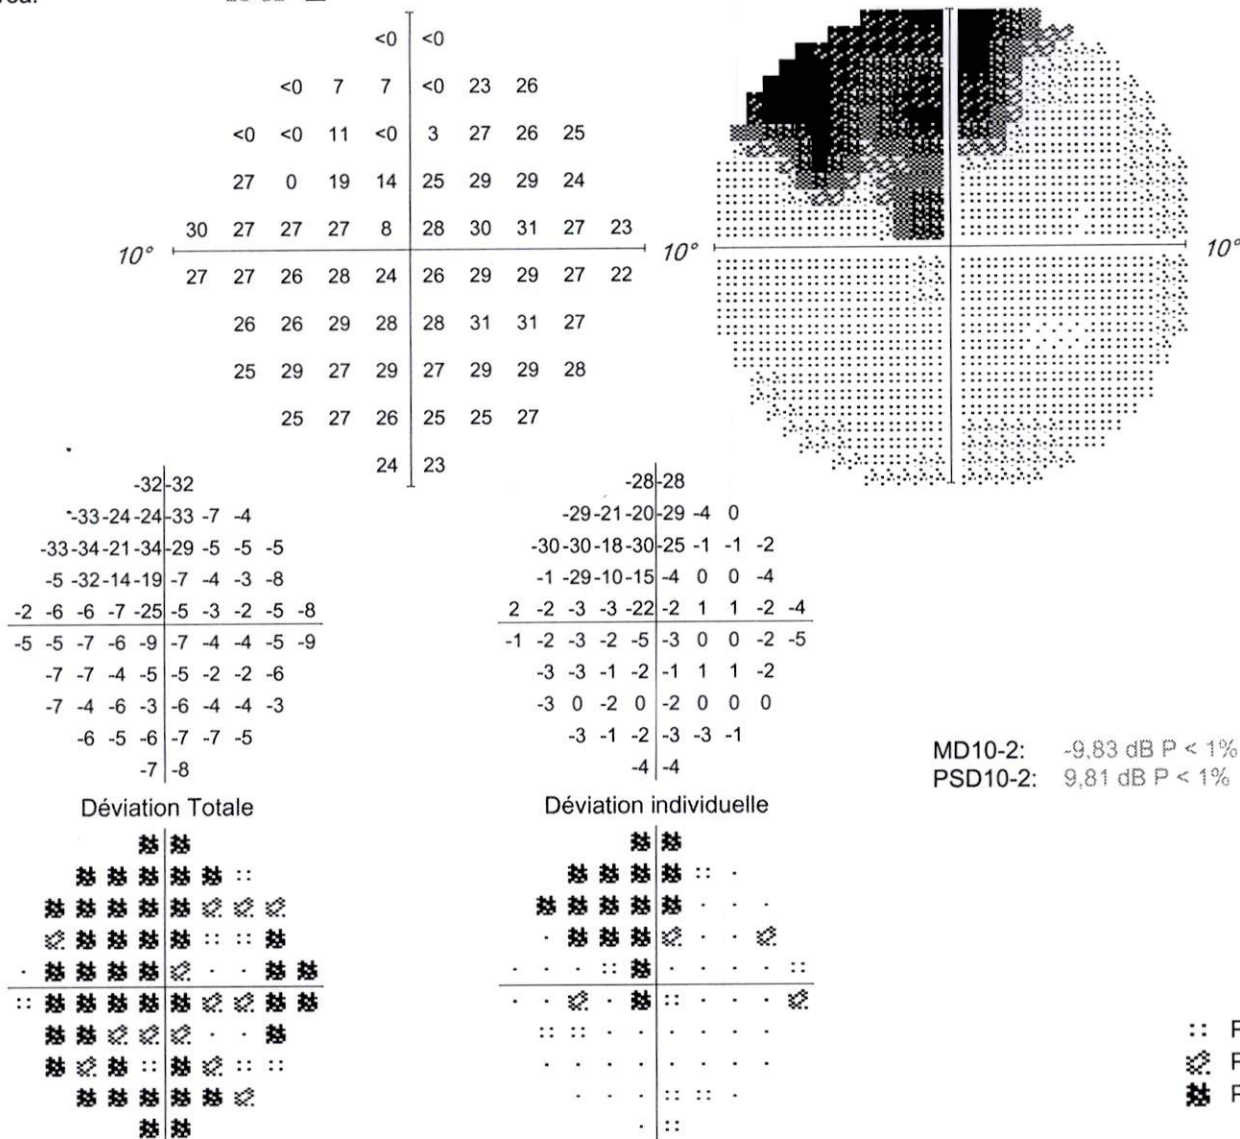 <0 <0
<0 7 7 <0 23 26
<0 <0 11 <0 3 27 26 25
27 0 19 14 25 29 29 24
30 27 27 27 8 28 30 31 27 23
10° 10° 10°
27 27 26 28 24 26 29 29 27 22
26 26 29 28 28 31 31 27
25 29 27 29 27 29 29 28
25 27 26 25 25 27
24 23
-32 -32
-33 -24 -24 -33 -7 -4
-33 -34 -21 -34 -29 -5 -5 -5
-5 -32 -14 -19 -7 -4 -3 -8
-2 -6 -6 -7 -25 -5 -3 -2 -5 -8
-5 -5 -7 -6 -9 -7 -4 -4 -5 -9
-7 -7 -4 -5 -5 -2 -2 -6
-7 -4 -6 -3 -6 -4 -4 -3
-6 -5 -6 -7 -7 -5
-7 -8
Déviation Totale
-28 -28
-29 -21 -20 -29 -4 0
-30 -30 -18 -30 -25 -1 -1 -2
-1 -29 -10 -15 -4 0 0 -4
2 -2 -3 -3 -22 -2 1 1 -2 -4
-1 -2 -3 -2 -5 -3 0 0 -2 -5
-3 -3 -1 -2 -1 1 1 -2
-3 0 -2 0 -2 0 0 0
-3 -1 -2 -3 -3 -1
-4 -4
Déviation individuelle
MD10-2: -9,83 dB P < 1%
PSD10-2: 9,81 dB P < 1%
P
P
P